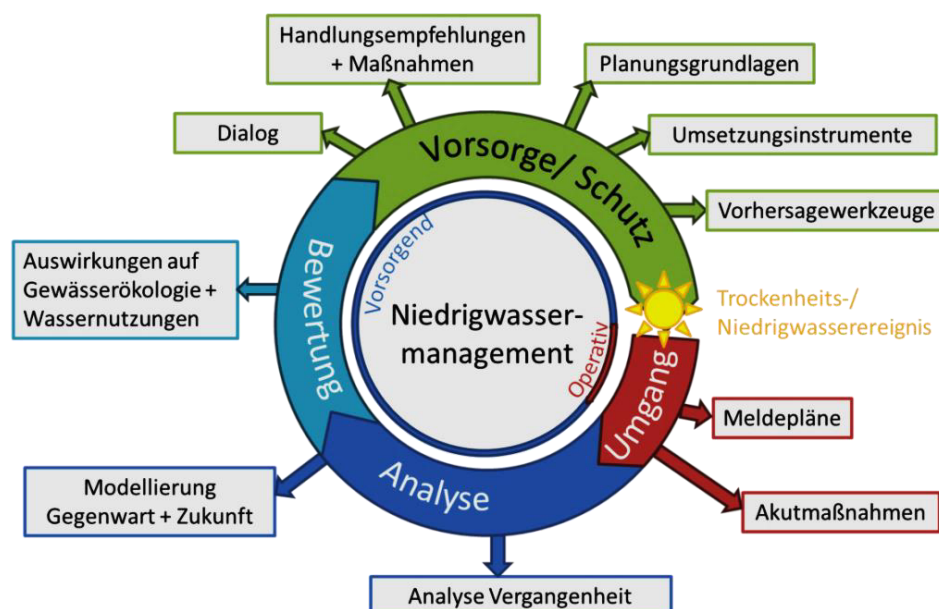 Handlungsempfehlungen
+ Maßnahmen
Planungsgrundlagen
Dialog
Umsetzungsinstrumente
Vorsorge/ Schutz
Vorhersagewerkzeuge
Bewertung
Auswirkungen auf
Gewässerökologie +
Wassernutzungen
Vorsorgend
Niedrigwasser-
management
Operativ
Trockenheits-/
Niedrigwasserereignis
Umgang
Meldepläne
Akutmaßnahmen
Analyse
Modellierung
Gegenwart + Zukunft
Analyse Vergangenheit